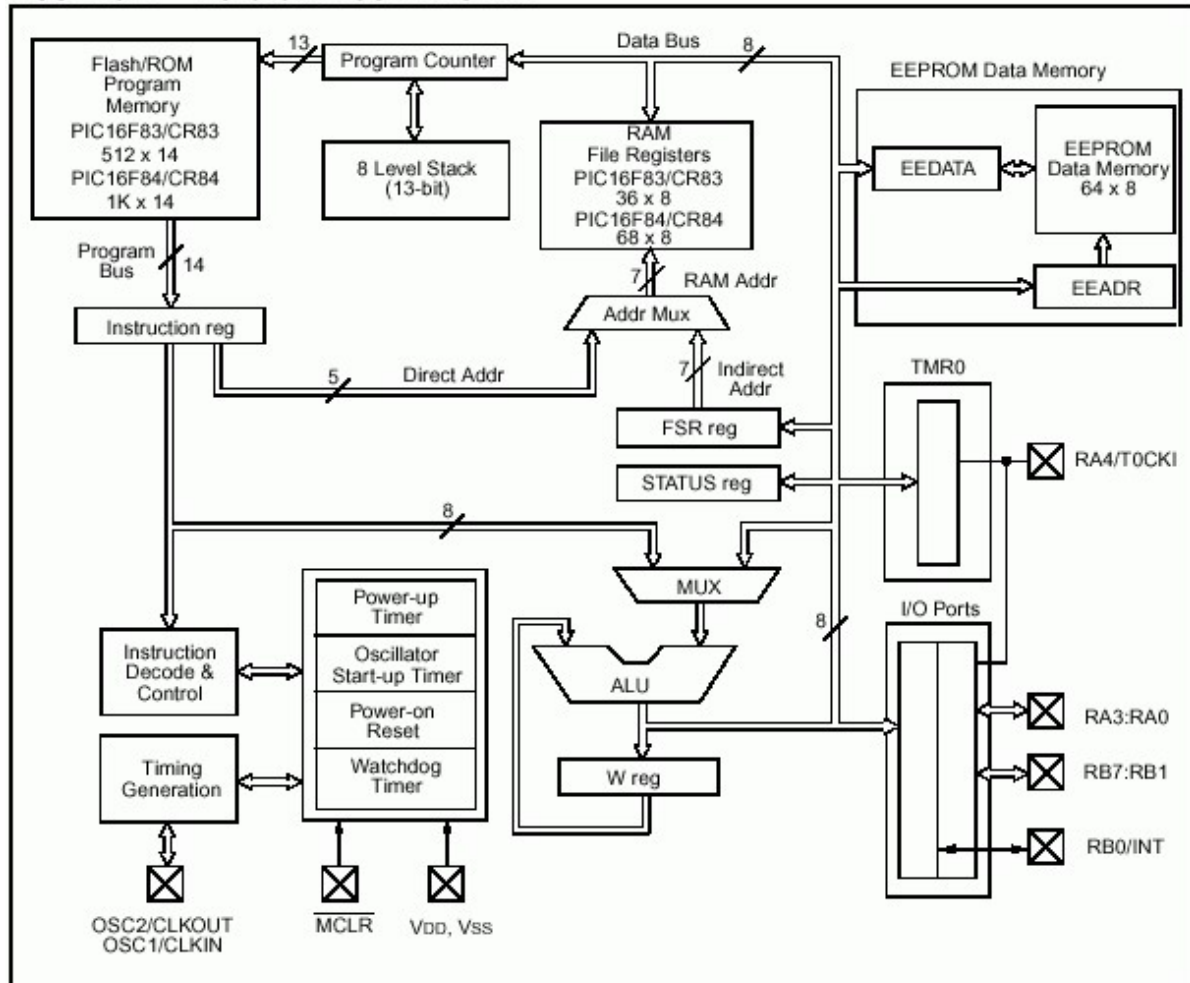 13
Data Bus
8
Flash/ROM
Program
Memory
PIC16F83/CR83
512 x 14
PIC16F84/CR84
1K x 14
Program Counter
8 Level Stack
(13-bit)
RAM
File Registers
PIC16F83/CR83
36 x 8
PIC16F84/CR84
68 x 8
EEPROM Data Memory
EEDATA
EEPROM
Data Memory
64 x 8
EEADR
Program
Bus
14
7
RAM Addr
Instruction reg
Addr Mux
5
Direct Addr
7
Indirect
Addr
FSR reg
STATUS reg
TMR0
RA4/T0CKI
8
MUX
Power-up
Timer
Oscillator
Start-up Timer
Power-on
Reset
Watchdog
Timer
Instruction
Decode &
Control
Timing
Generation
ALU
W reg
8
I/O Ports
RA3:RA0
RB7:RB1
RB0/INT
OSC2/CLKOUT
OSC1/CLKIN
MCLR
VDD, VSS